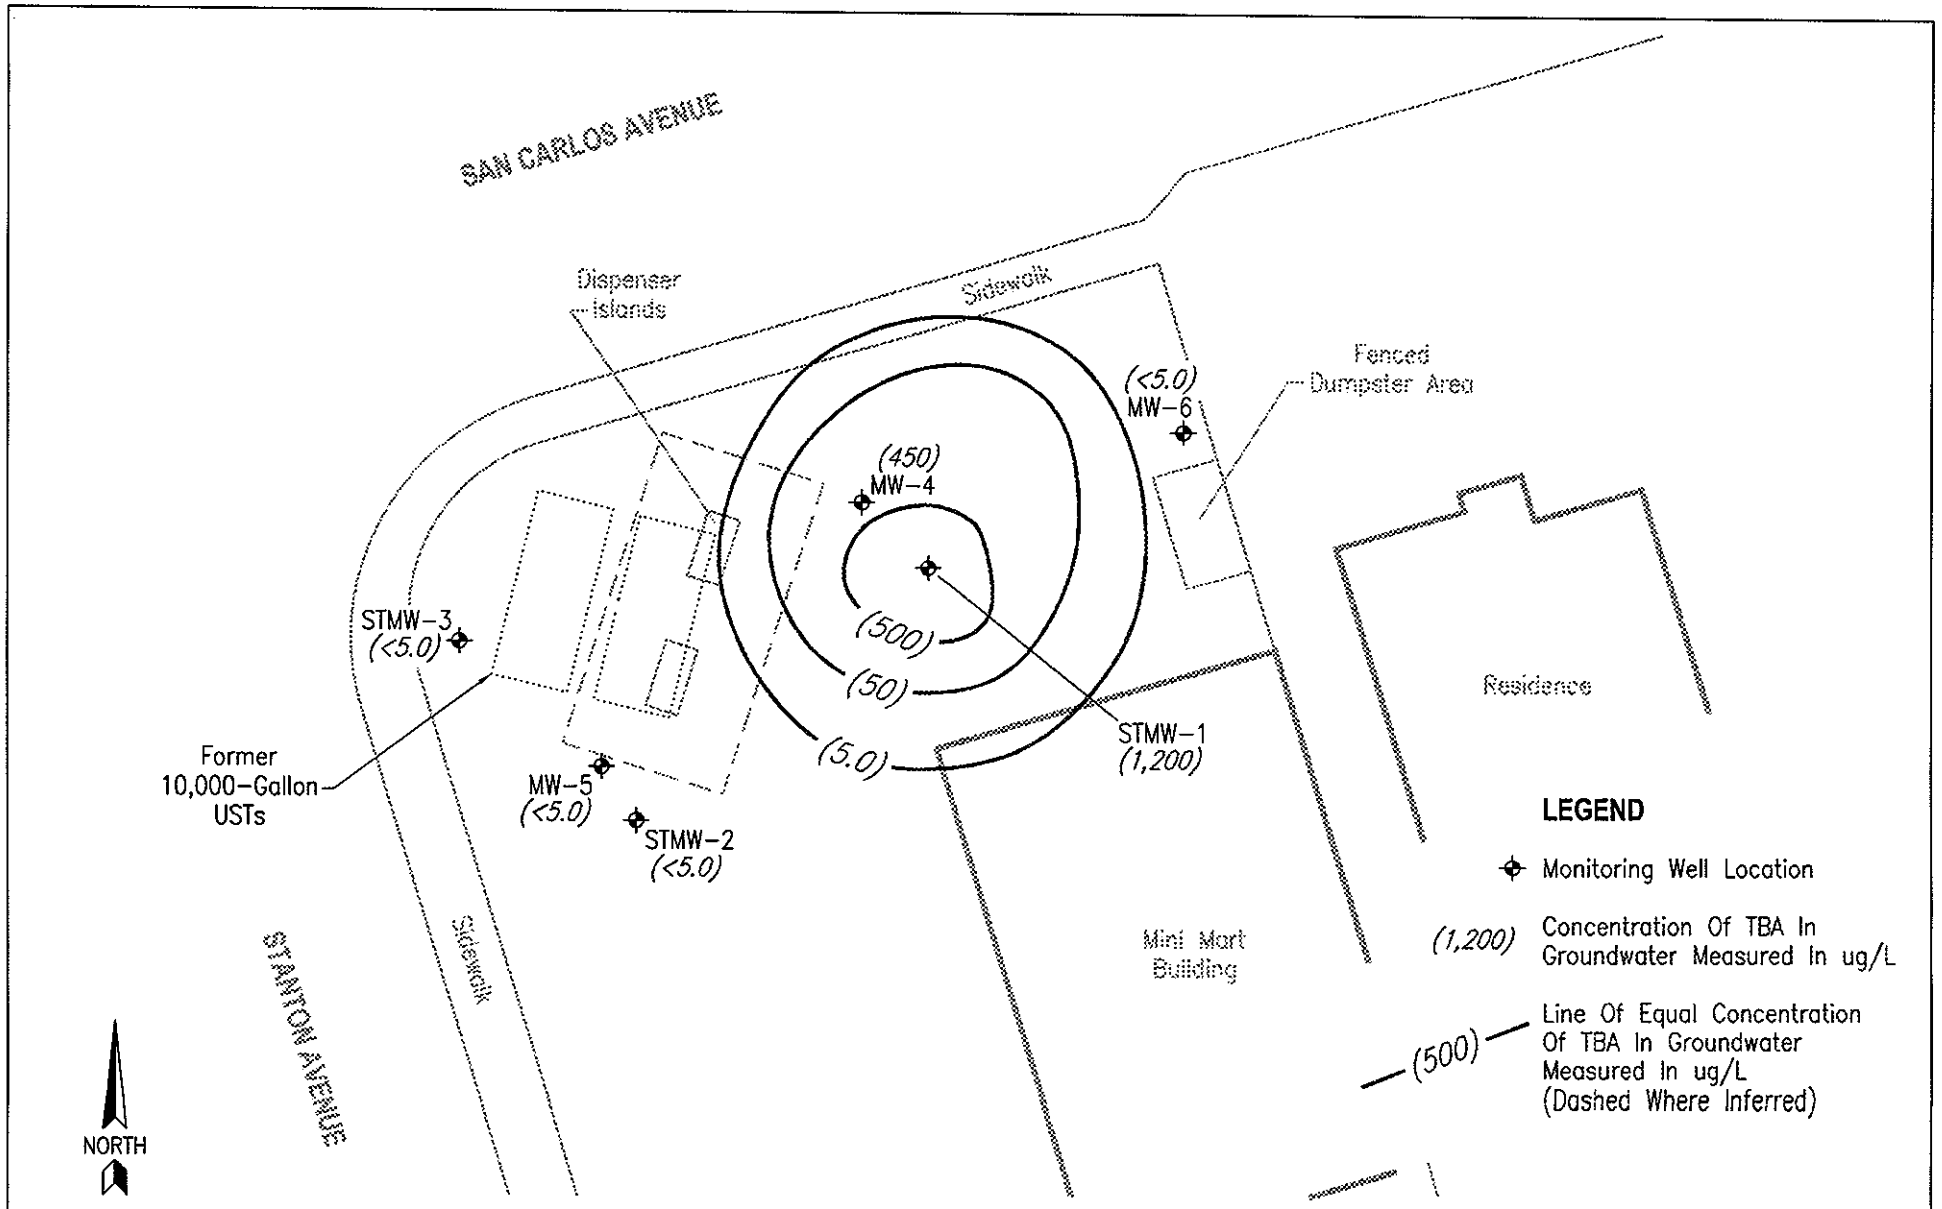 SAN CARLOS AVENUE
Dispenser
Islands
Sidewalk
Fenced
Dumpster Area
(<5.0)
MW-6
(450)
MW-4
STMW-3
(<5.0)
(500)
(50)
(5.0)
STMW-1
(1,200)
Residence
Former
10,000-Gallon
USTs
MW-5
(<5.0)
STMW-2
(<5.0)
Sidewalk
STANTON AVENUE
Mini Mart
Building
LEGEND
Monitoring Well Location
(1,200) Concentration Of TBA In
Groundwater Measured In ug/L
(500) Line Of Equal Concentration
Of TBA In Groundwater
Measured In ug/L
(Dashed Where Inferred)
NORTH